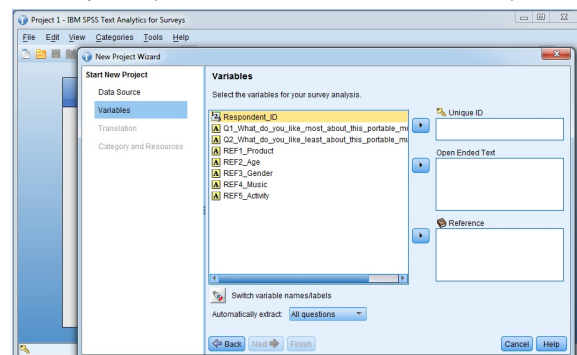 Project 1 - IBM SPSS Text Analytics for Surveys
File Edit View Categories Tools Help
New Project Wizard
Start New Project
Data Source
Variables
Translation
Category and Resources
Variables
Select the variables for your survey analysis.
Respondent_ID
Q1_What_do_you_like_most_about_this_portable_mu
Q2_What_do_you_like_least_about_this_portable_mu
REF1_Product
REF2_Age
REF3_Gender
REF4_Music
REF5_Activity
Unique ID
Open Ended Text
Reference
Switch variable names/labels
Automatically extract: All questions
Back Next Finish Cancel Help